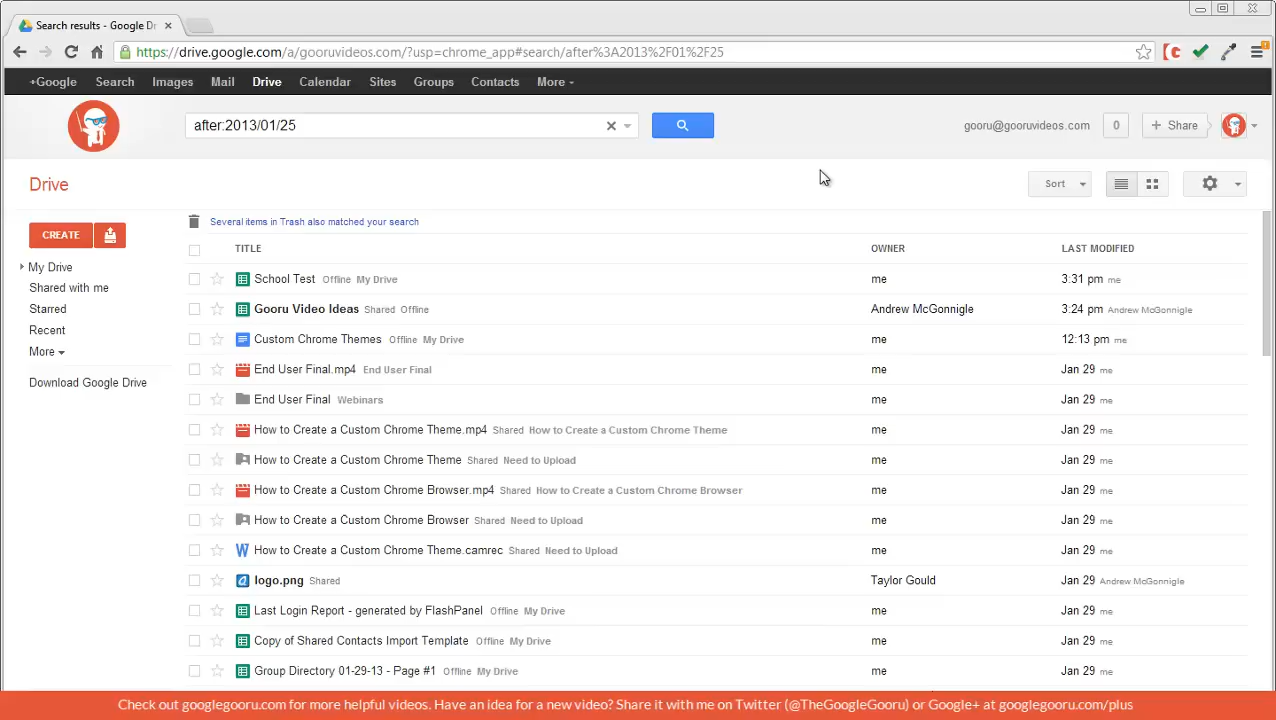 Search results - Google Dr
https://drive.google.com/a/gooruvideos.com/?usp=chrome_app#search/after%3A2013%2F01%2F25
+Google Search Images Mail Drive Calendar Sites Groups Contacts More
after:2013/01/25
gooru@gooruvideos.com 0 + Share
Drive
Sort
CREATE
My Drive
Shared with me
Starred
Recent
More
Download Google Drive
Several items in Trash also matched your search
TITLE OWNER LAST MODIFIED
School Test Offline My Drive me 3:31 pm me
Gooru Video Ideas Shared Offline Andrew McGonnigle 3:24 pm Andrew McGonnigle
Custom Chrome Themes Offline My Drive me 12:13 pm me
End User Final.mp4 End User Final me Jan 29 me
End User Final Webinars me Jan 29 me
How to Create a Custom Chrome Theme.mp4 Shared How to Create a Custom Chrome Theme me Jan 29 me
How to Create a Custom Chrome Theme Shared Need to Upload me Jan 29 me
How to Create a Custom Chrome Browser.mp4 Shared How to Create a Custom Chrome Browser me Jan 29 me
How to Create a Custom Chrome Browser Shared Need to Upload me Jan 29 me
How to Create a Custom Chrome Theme.camrec Shared Need to Upload me Jan 29 me
logo.png Shared Taylor Gould Jan 29 Andrew McGonnigle
Last Login Report - generated by FlashPanel Offline My Drive me Jan 29 me
Copy of Shared Contacts Import Template Offline My Drive me Jan 29 me
Group Directory 01-29-13 - Page #1 Offline My Drive me Jan 29 me
Check out googlegooru.com for more helpful videos. Have an idea for a new video? Share it with me on Twitter (@TheGoogleGooru) or Google+ at googlegooru.com/plus